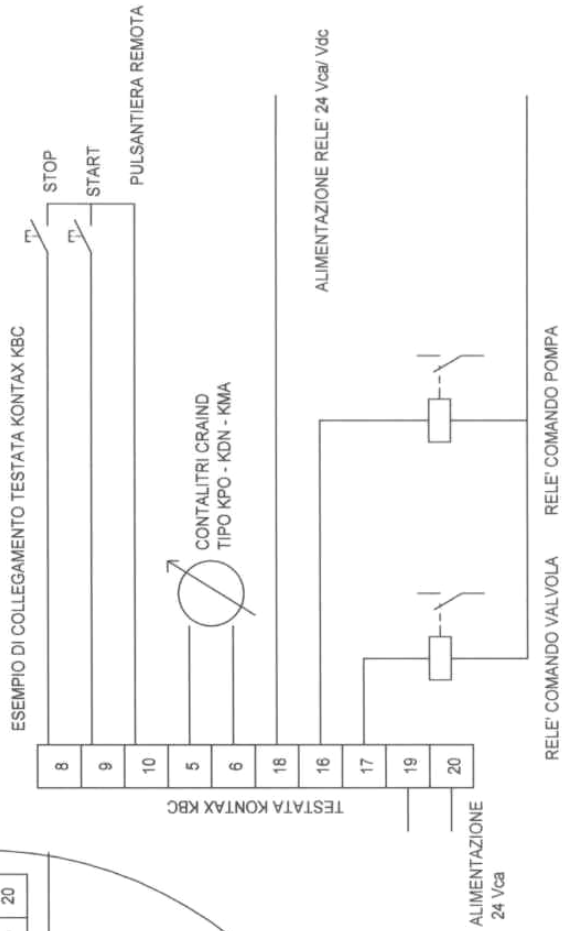 ESEMPIO DI COLLEGAMENTO TESTATA KONTAX KBC
STOP
START
PULSANTIERA REMOTA
CONTALITRI CRAIND
TIPO KPO - KDN - KMA
ALIMENTAZIONE RELE' 24 Vca/ Vdc
TESTATA KONTAX KBC
8
9
10
5
6
18
16
17
19
20
ALIMENTAZIONE
24 Vca
RELE' COMANDO VALVOLA
RELE' COMANDO POMPA
20